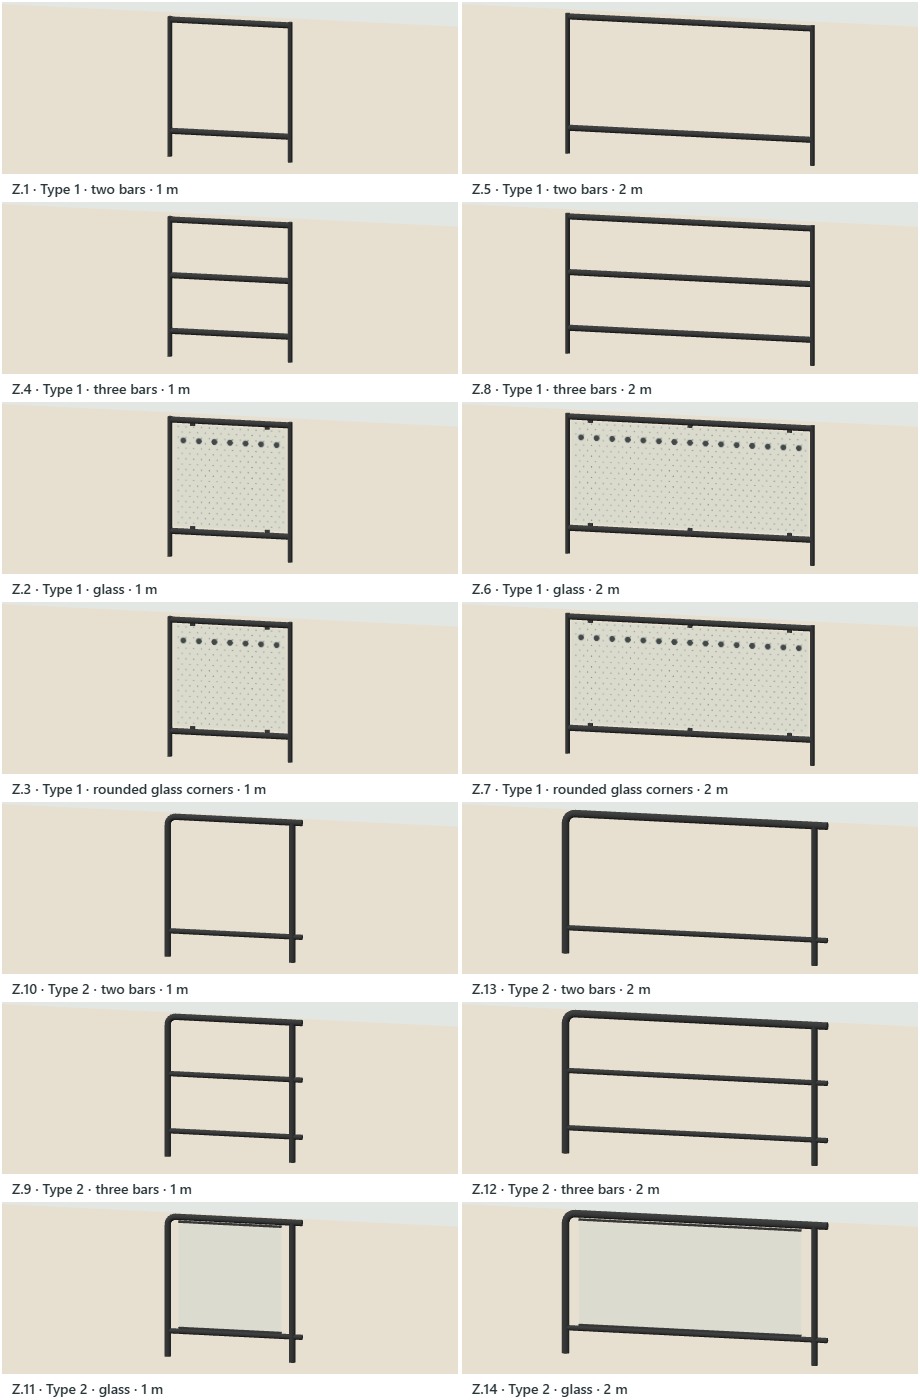 Z.1 · Type 1 · two bars · 1 m
Z.5 · Type 1 · two bars · 2 m
Z.4 · Type 1 · three bars · 1 m
Z.8 · Type 1 · three bars · 2 m
Z.2 · Type 1 · glass · 1 m
Z.6 · Type 1 · glass · 2 m
Z.3 · Type 1 · rounded glass corners · 1 m
Z.7 · Type 1 · rounded glass corners · 2 m
Z.10 · Type 2 · two bars · 1 m
Z.13 · Type 2 · two bars · 2 m
Z.9 · Type 2 · three bars · 1 m
Z.12 · Type 2 · three bars · 2 m
Z.11 · Type 2 · glass · 1 m
Z.14 · Type 2 · glass · 2 m